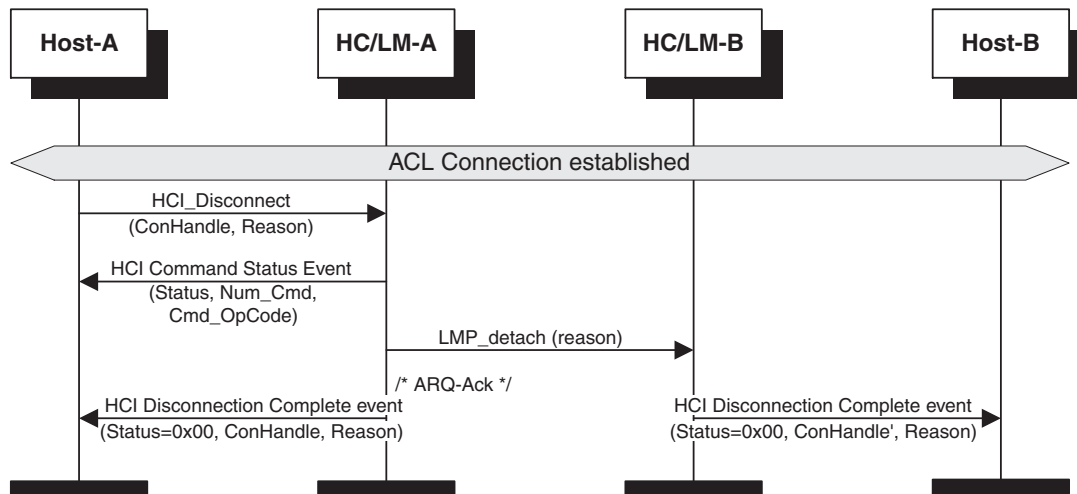 Host-A
HC/LM-A
HC/LM-B
Host-B
ACL Connection established
HCI_Disconnect
(ConHandle, Reason)
HCI Command Status Event
(Status, Num_Cmd,
Cmd_OpCode)
LMP_detach (reason)
/* ARQ-Ack */
HCI Disconnection Complete event
(Status=0x00, ConHandle, Reason)
HCI Disconnection Complete event
(Status=0x00, ConHandle', Reason)